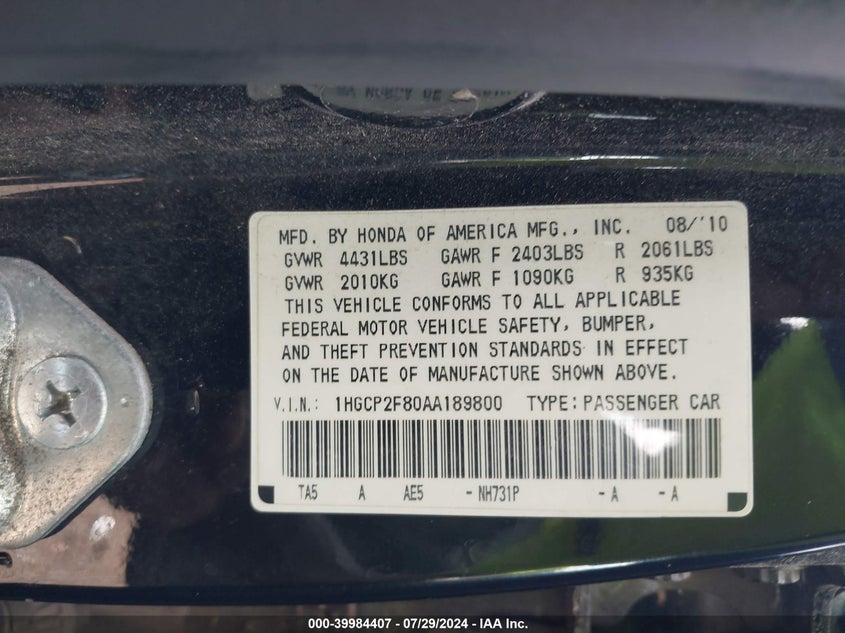 MFD. BY HONDA OF AMERICA MFG., INC. 08/'10
GVWR 4431LBS GAWR F 2403LBS R 2061LBS
GVWR 2010KG GAWR F 1090KG R 935KG
THIS VEHICLE CONFORMS TO ALL APPLICABLE
FEDERAL MOTOR VEHICLE SAFETY, BUMPER,
AND THEFT PREVENTION STANDARDS IN EFFECT
ON THE DATE OF MANUFACTURE SHOWN ABOVE.
V.I.N.: 1HGCP2F80AA189800 TYPE: PASSENGER CAR
TA5 A AE5 - NH731P - A - A
000-39984407 - 07/29/2024 - IAA Inc.